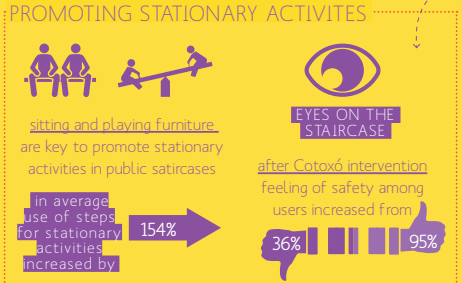 PROMOTING STATIONARY ACTIVITES
sitting and playing furniture
are key to promote stationary
activities in public satircases
in average
use of steps
for stationary
activities
increased by
154%
EYES ON THE
STAIRCASE
after Cotoxó intervention
feeling of safety among
users increased from
36%
95%